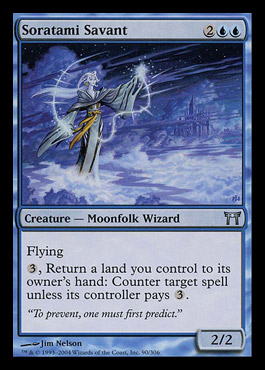 Soratami Savant 2
Creature — Moonfolk Wizard
Flying
3, Return a land you control to its
owner's hand: Counter target spell
unless its controller pays 3.
"To prevent, one must first predict."
Jim Nelson
™ & © 1993–2004 Wizards of the Coast, Inc. 90/306
2/2